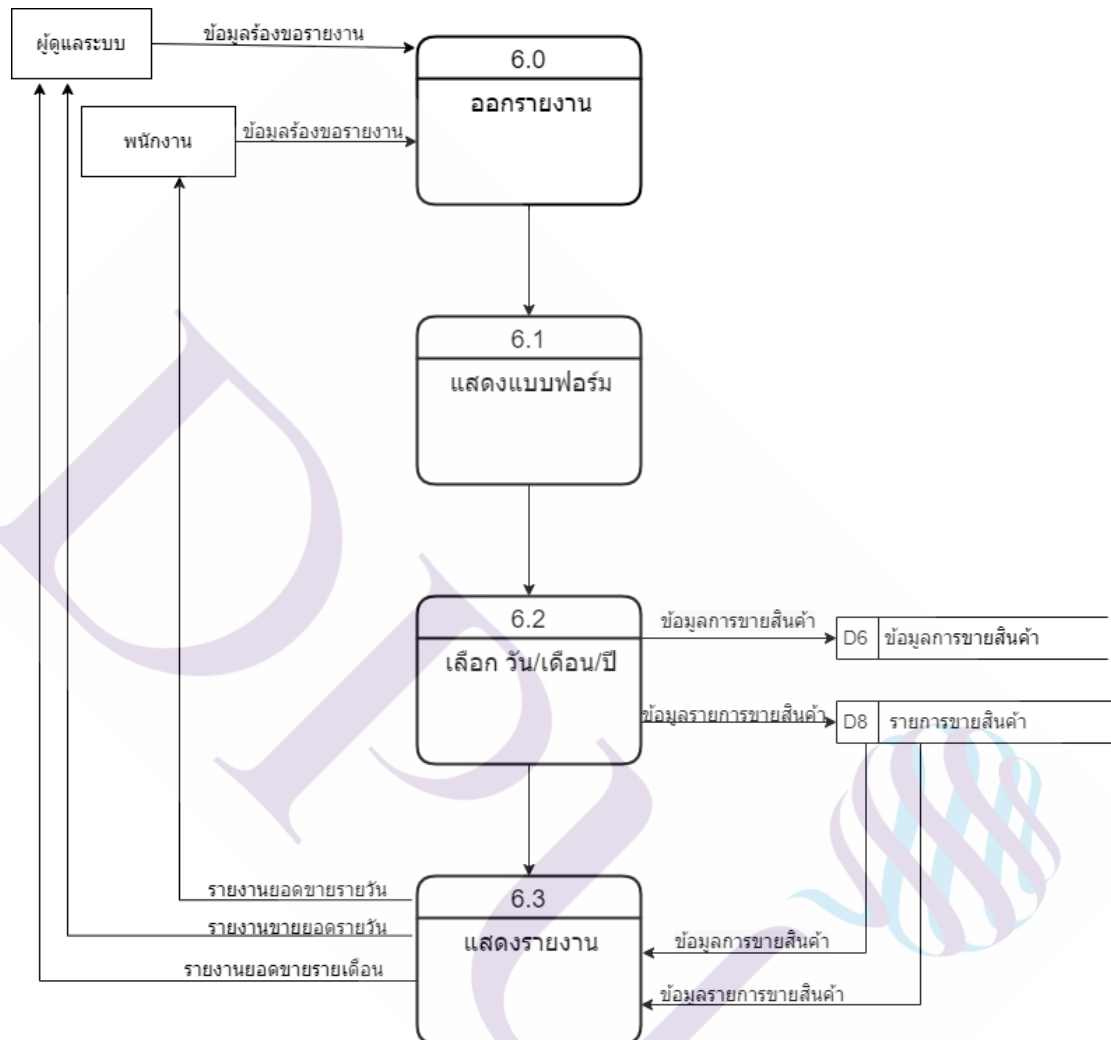 ผู้ดูแลระบบ
ข้อมูลร้องขอรายงาน
6.0
ออกรายงาน
พนักงาน
ข้อมูลร้องขอรายงาน
6.1
แสดงแบบฟอร์ม
6.2
เลือก วัน/เดือน/ปี
ข้อมูลการขายสินค้า
D6 ข้อมูลการขายสินค้า
ข้อมูลรายการขายสินค้า
D8 รายการขายสินค้า
6.3
แสดงรายงาน
รายงานยอดขายรายวัน
รายงานขายยอดรายวัน
รายงานยอดขายรายเดือน
ข้อมูลการขายสินค้า
ข้อมูลรายการขายสินค้า
DPU